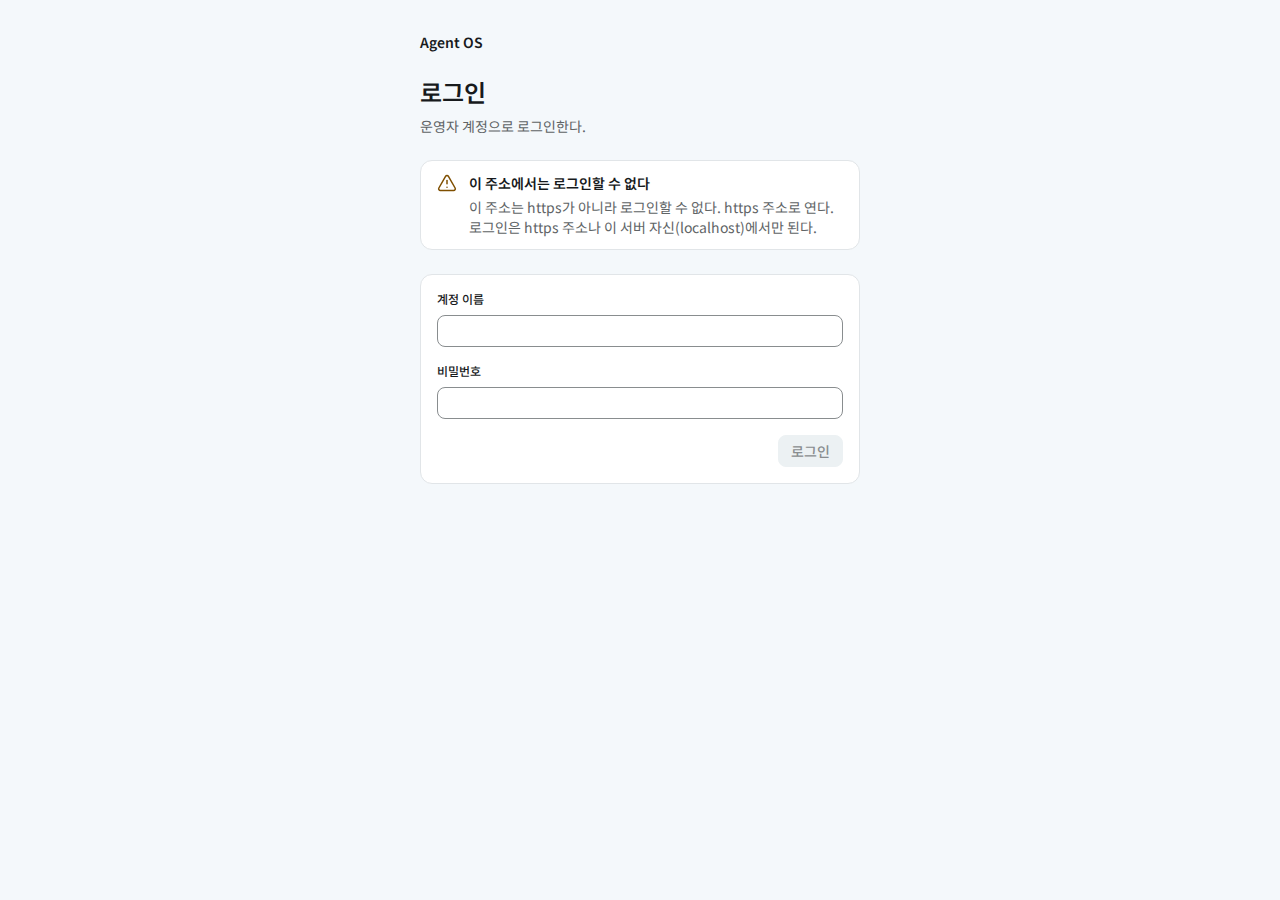 Agent OS
로그인
운영자 계정으로 로그인한다.
이 주소에서는 로그인할 수 없다
이 주소는 https가 아니라 로그인할 수 없다. https 주소로 연다.
로그인은 https 주소나 이 서버 자신(localhost)에서만 된다.
계정 이름
비밀번호
로그인